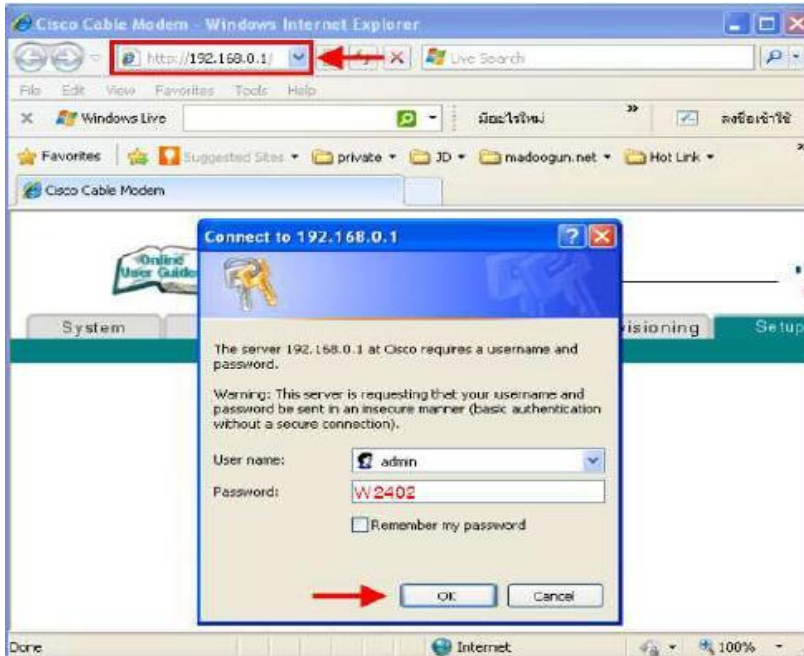 Cisco Cable Modem - Windows Internet Explorer
http://192.168.0.1/
Live Search
File Edit View Favorites Tools Help
Windows Live
มีอะไรใหม่
»
ลงชื่อเข้าใช้
Favorites
Suggested Sites
private
JD
madoogun.net
Hot Link
Cisco Cable Modem
Online
User Guide
Connect to 192.168.0.1
System
Setup
The server 192.168.0.1 at Cisco requires a username and
password.
Warning: This server is requesting that your username and
password be sent in an insecure manner (basic authentication
without a secure connection).
User name:
admin
Password:
W2402
Remember my password
OK
Cancel
Done
Internet
100%